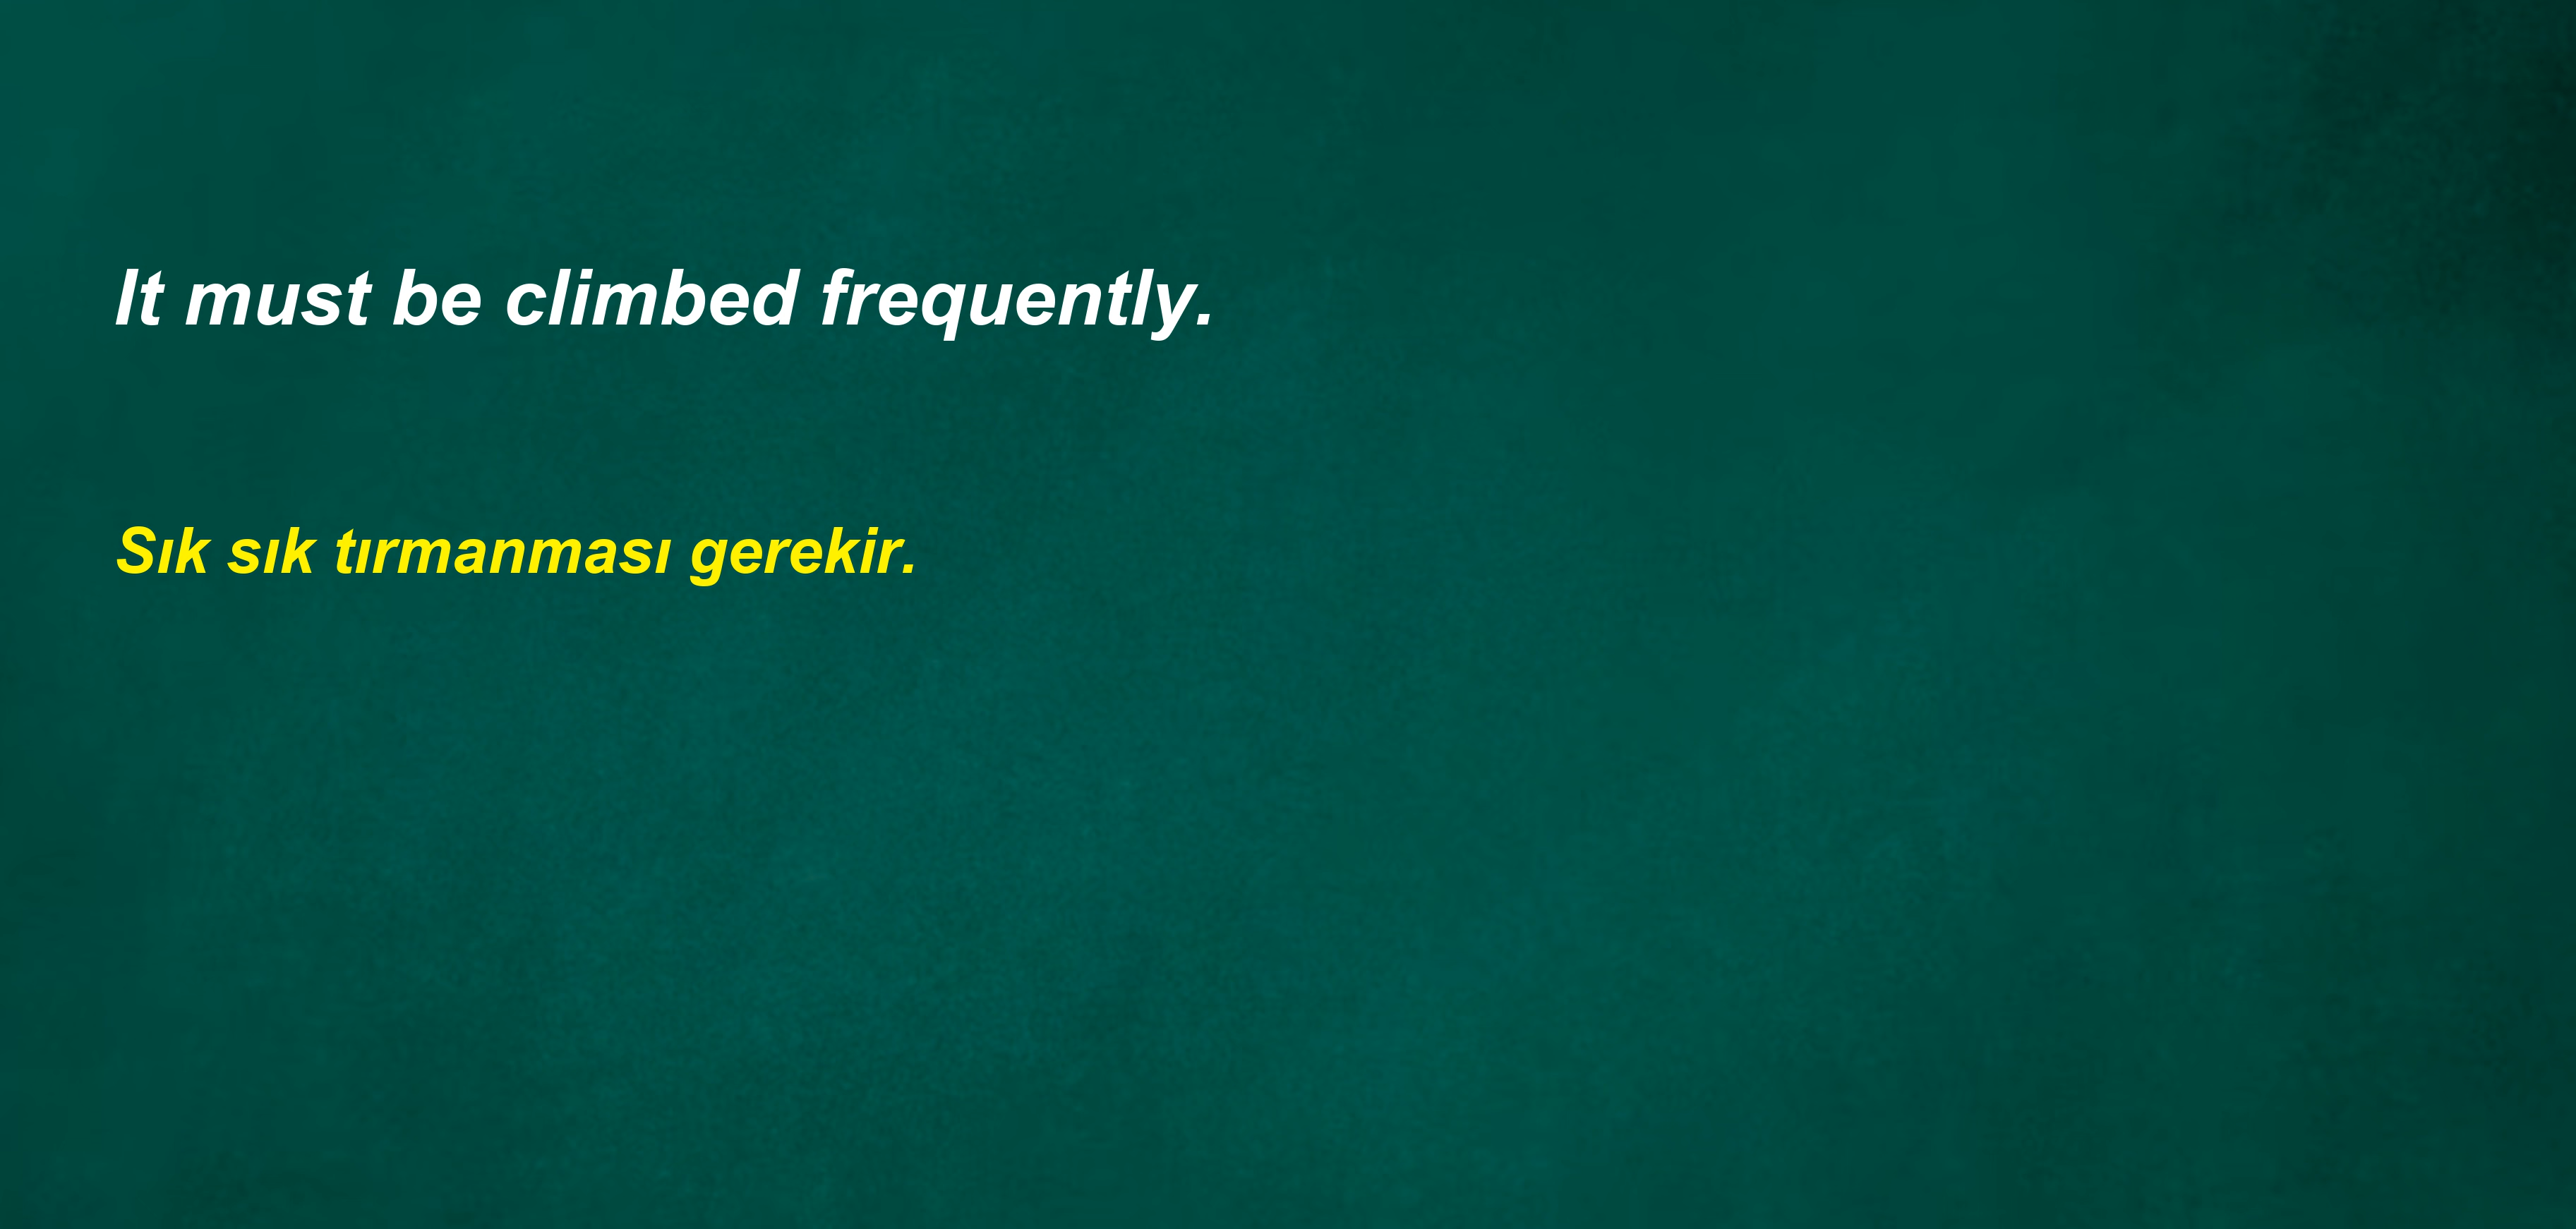 It must be climbed frequently.
Sık sık tırmanması gerekir.